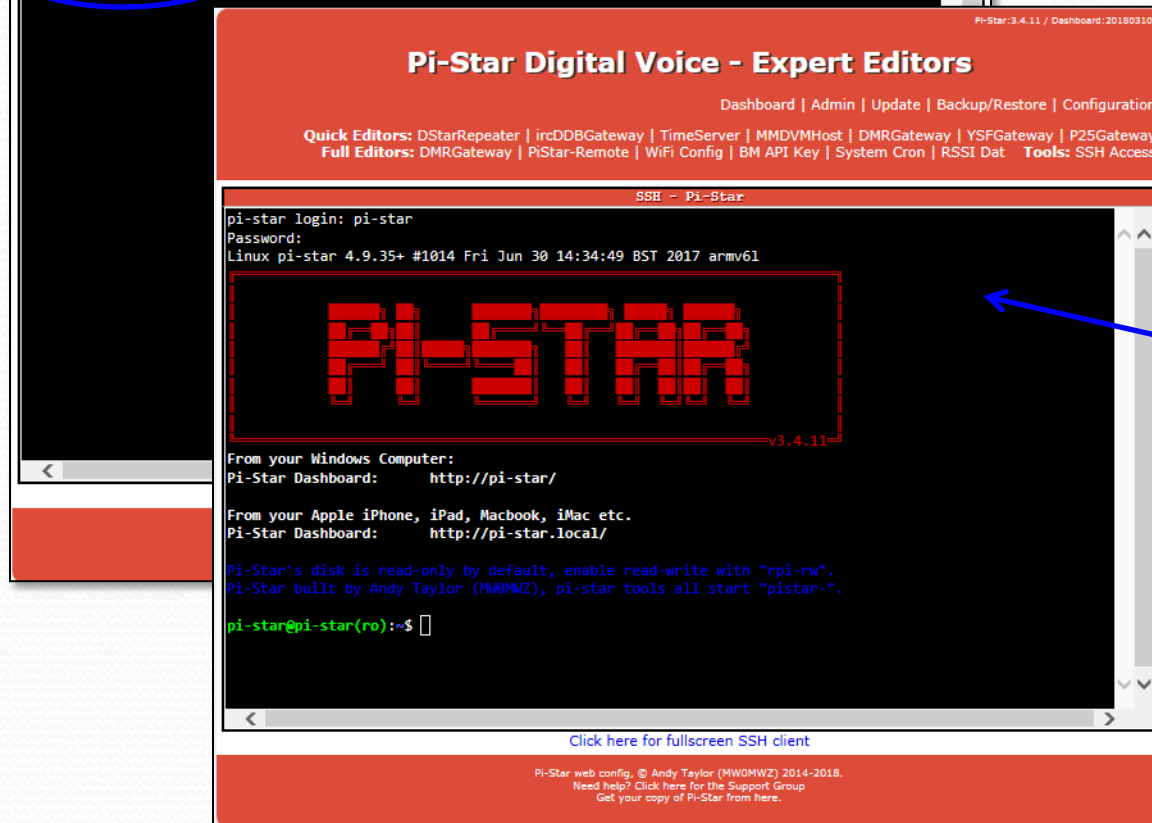 Pi-Star:3.4.11 / Dashboard:20180310
Pi-Star Digital Voice - Expert Editors
Dashboard | Admin | Update | Backup/Restore | Configuration
Quick Editors: DStarRepeater | ircDDBGateway | TimeServer | MMDVMHost | DMRGateway | YSFGateway | P25Gateway
Full Editors: DMRGateway | PiStar-Remote | WiFi Config | BM API Key | System Cron | RSSI Dat Tools: SSH Access
SSH - Pi-Star
pi-star login: pi-star
Password:
Linux pi-star 4.9.35+ #1014 Fri Jun 30 14:34:49 BST 2017 armv6l
PI-STAR
v3.4.11
From your Windows Computer:
Pi-Star Dashboard: http://pi-star/
From your Apple iPhone, iPad, Macbook, iMac etc.
Pi-Star Dashboard: http://pi-star.local/
Pi-Star's disk is read-only by default, enable read-write with "rpi-rw".
Pi-Star built by Andy Taylor (MW0MWZ), pi-star tools all start "pistar-".
pi-star@pi-star(ro):~$
Click here for fullscreen SSH client
Pi-Star web config, © Andy Taylor (MW0MWZ) 2014-2018.
Need help? Click here for the Support Group
Get your copy of Pi-Star from here.